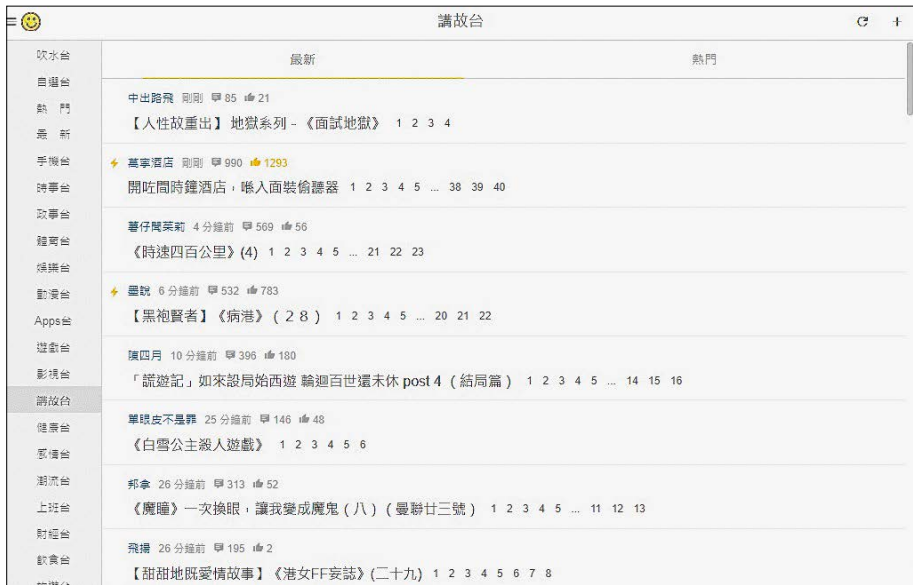 講故台
吹水台
自選台
熱 門
最 新
手機台
時事台
政事台
體育台
娛樂台
動漫台
Apps台
遊戲台
影視台
講故台
健康台
感情台
潮流台
上班台
財經台
飲食台
最新 熱門
中出路飛 剛剛 85 21
【人性故重出】 地獄系列 - 《面試地獄》 1 2 3 4
萬寧酒店 剛剛 990 1293
開咗間時鐘酒店，喺入面裝偷聽器 1 2 3 4 5 ... 38 39 40
薯仔聞茉莉 4 分鐘前 569 56
《時速四百公里》(4) 1 2 3 4 5 ... 21 22 23
墨說 6 分鐘前 532 783
【黑袍賢者】《病港》 ( 2 8 ) 1 2 3 4 5 ... 20 21 22
陳四月 10 分鐘前 396 180
「謊遊記」如來設局始西遊 輪迴百世還未休 post 4 （結局篇） 1 2 3 4 5 ... 14 15 16
單眼皮不是罪 25 分鐘前 146 48
《白雪公主殺人遊戲》 1 2 3 4 5 6
邦拿 26 分鐘前 313 52
《魔瞳》一次換眼，讓我變成魔鬼 ( 八 ) ( 曼聯廿三號 ) 1 2 3 4 5 ... 11 12 13
飛揚 26 分鐘前 195 2
【甜甜地既愛情故事】《港女FF妄誌》(二十九) 1 2 3 4 5 6 7 8